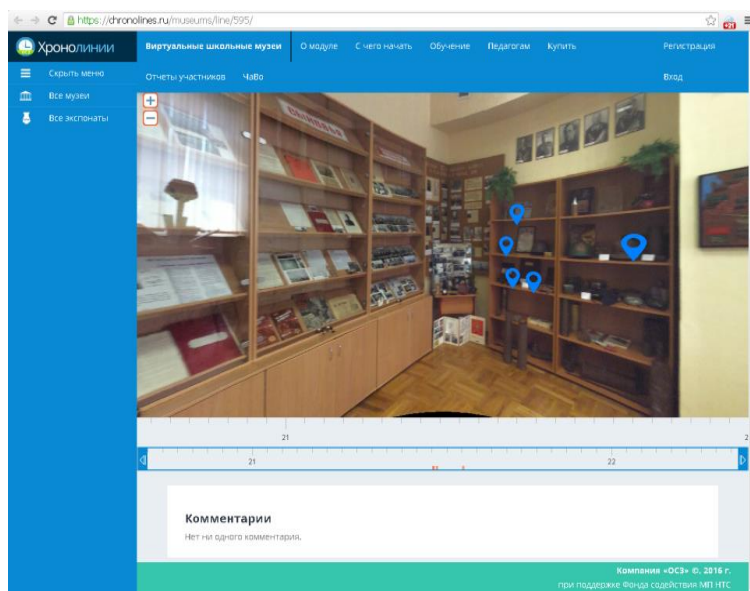 https://chronolines.ru/museums/line/595/
Хронолинии
Виртуальные школьные музеи
О модуле
С чего начать
Обучение
Педагогам
Купить
Регистрация
Скрыть меню
Отчеты участников
ЧаВо
Вход
Все музеи
Все экспонаты
21
21
22
Комментарии
Нет ни одного комментария.
Компания «ОСЗ» ©, 2016 г.
при поддержке Фонда содействия МП НТС